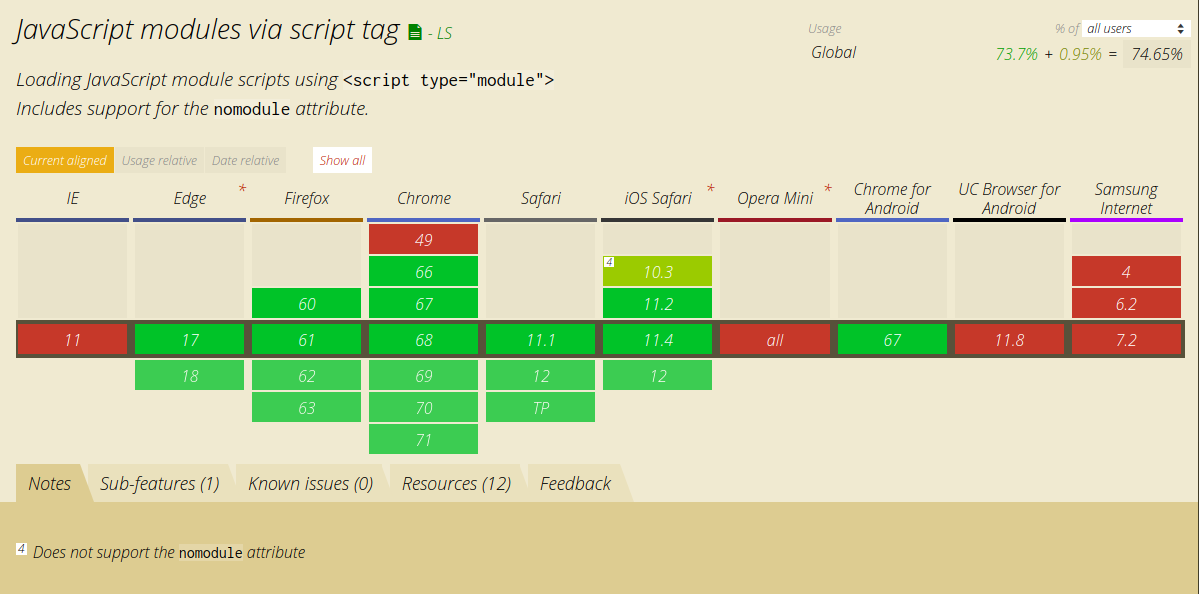 JavaScript modules via script tag - LS
Usage % of all users
Global 73.7% + 0.95% = 74.65%
Loading JavaScript module scripts using <script type="module">
Includes support for the nomodule attribute.
Current aligned Usage relative Date relative Show all
IE Edge * Firefox Chrome Safari iOS Safari * Opera Mini * Chrome for Android UC Browser for Android Samsung Internet
49
66 4 10.3 4
60 67 11.2 6.2
11 17 61 68 11.1 11.4 all 67 11.8 7.2
18 62 69 12 12
63 70 TP
71
Notes Sub-features (1) Known issues (0) Resources (12) Feedback
4 Does not support the nomodule attribute